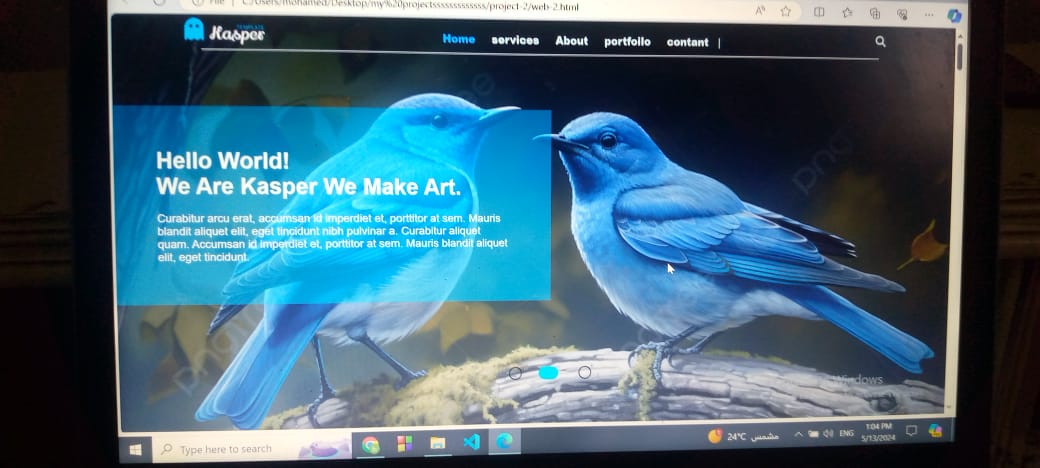 File | C:/Users/mohamed/Desktop/my%20projectsssssssssssss/project-2/web-2.html
TEMPLATE
Kasper
Home services About portfoilo contant |
Hello World!
We Are Kasper We Make Art.
Curabitur arcu erat, accumsan id imperdiet et, porttitor at sem. Mauris
blandit aliquet elit, eget tincidunt nibh pulvinar a. Curabitur aliquet
quam. Accumsan id imperdiet et, porttitor at sem. Mauris blandit aliquet
elit, eget tincidunt.
pngtree
Windows
Type here to search
24°C مشمس
ENG
1:04 PM
5/13/2024